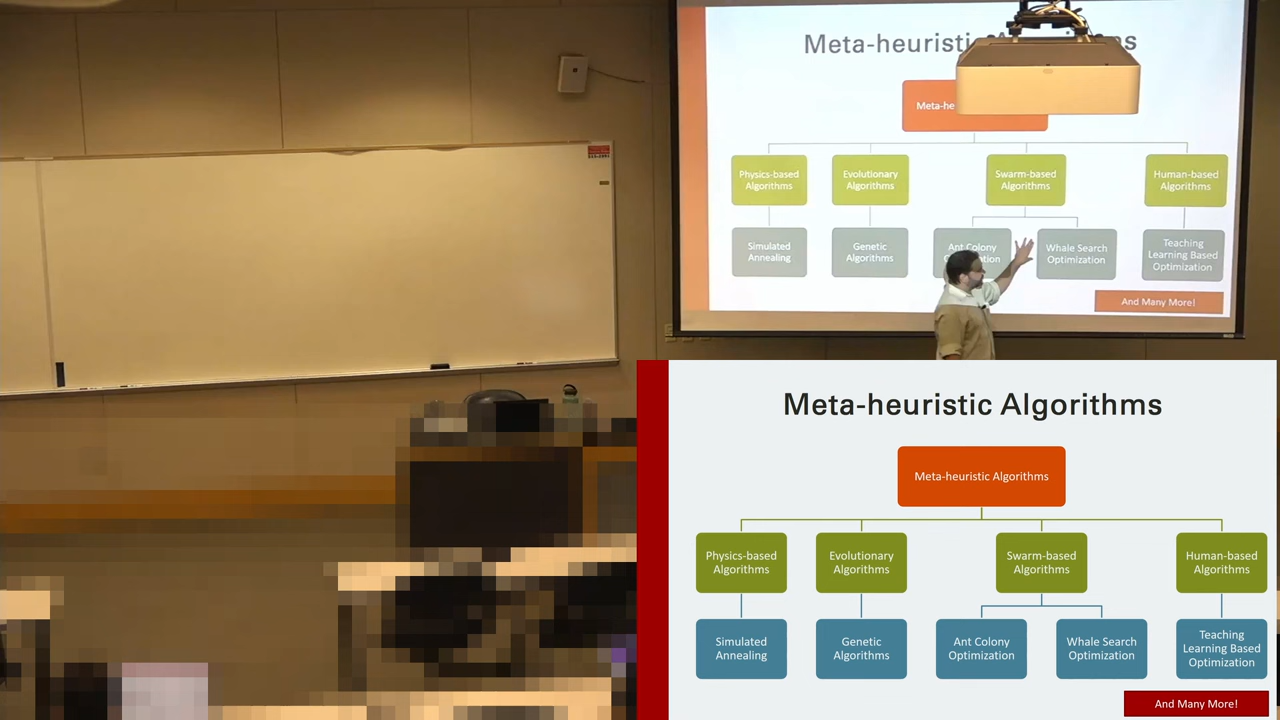 Meta-heuristic Algorithms
Meta-he
Physics-based
Algorithms
Evolutionary
Algorithms
Swarm-based
Algorithms
Human-based
Algorithms
Simulated
Annealing
Genetic
Algorithms
Ant Colony
Optimization
Whale Search
Optimization
Teaching
Learning Based
Optimization
And Many More!
Meta-heuristic Algorithms
Meta-heuristic Algorithms
Physics-based
Algorithms
Evolutionary
Algorithms
Swarm-based
Algorithms
Human-based
Algorithms
Simulated
Annealing
Genetic
Algorithms
Ant Colony
Optimization
Whale Search
Optimization
Teaching
Learning Based
Optimization
And Many More!